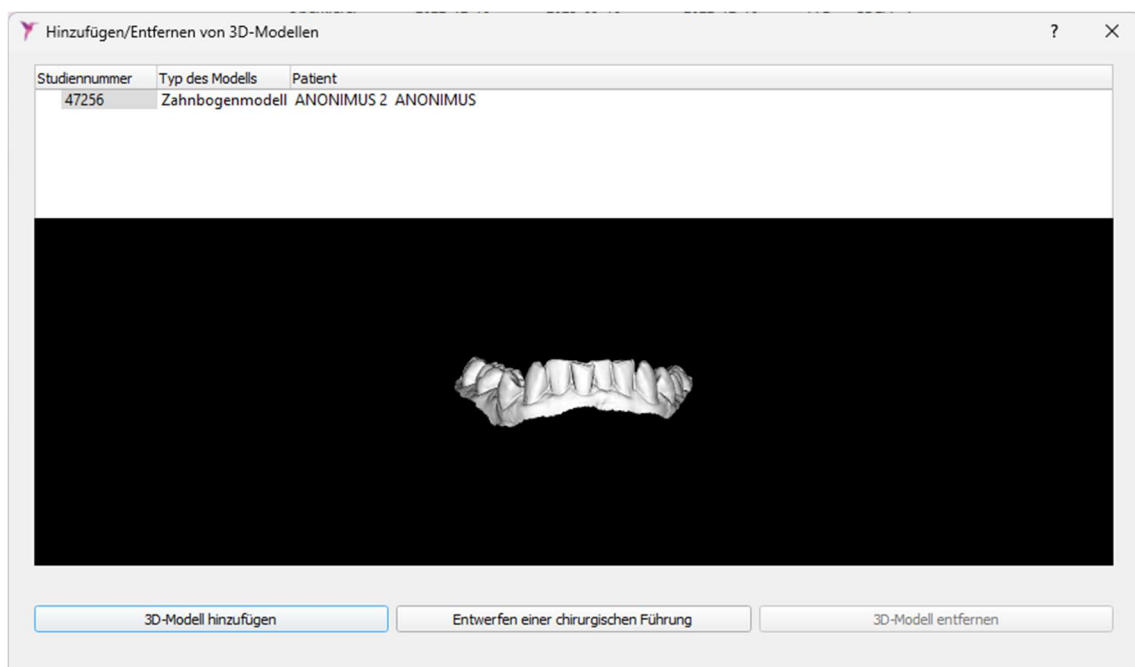 Hinzufügen/Entfernen von 3D-Modellen ?
Studiennummer Typ des Modells Patient
47256 Zahnbogenmodell ANONIMUS 2 ANONIMUS
3D-Modell hinzufügen Entwerfen einer chirurgischen Führung 3D-Modell entfernen